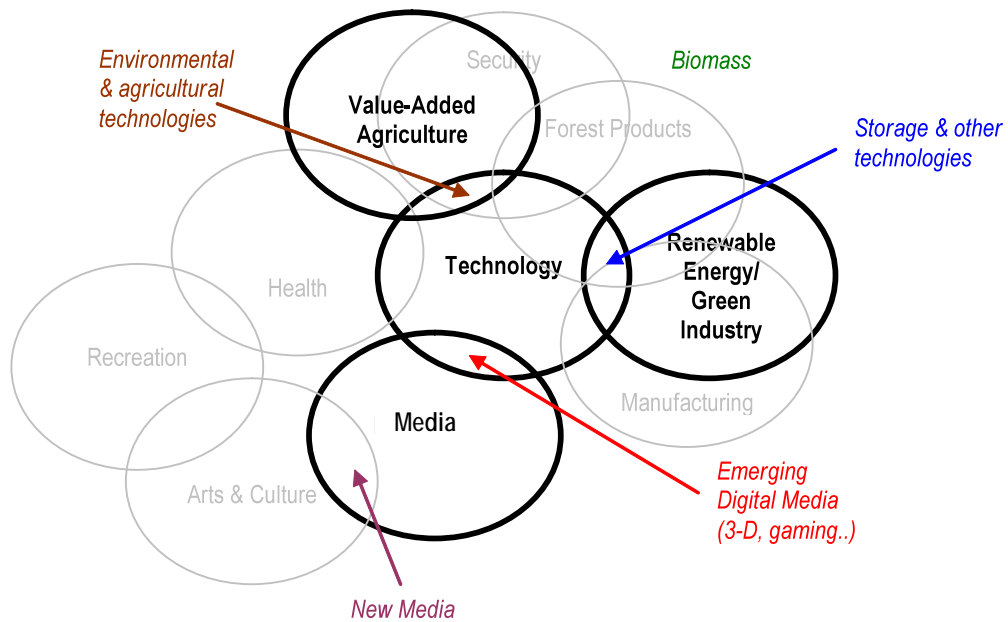 Environmental
& agricultural
technologies
Security
Biomass
Value-Added
Agriculture
Forest Products
Storage & other
technologies
Technology
Renewable
Energy/
Green
Industry
Health
Recreation
Media
Manufacturing
Arts & Culture
Emerging
Digital Media
(3-D, gaming..)
New Media